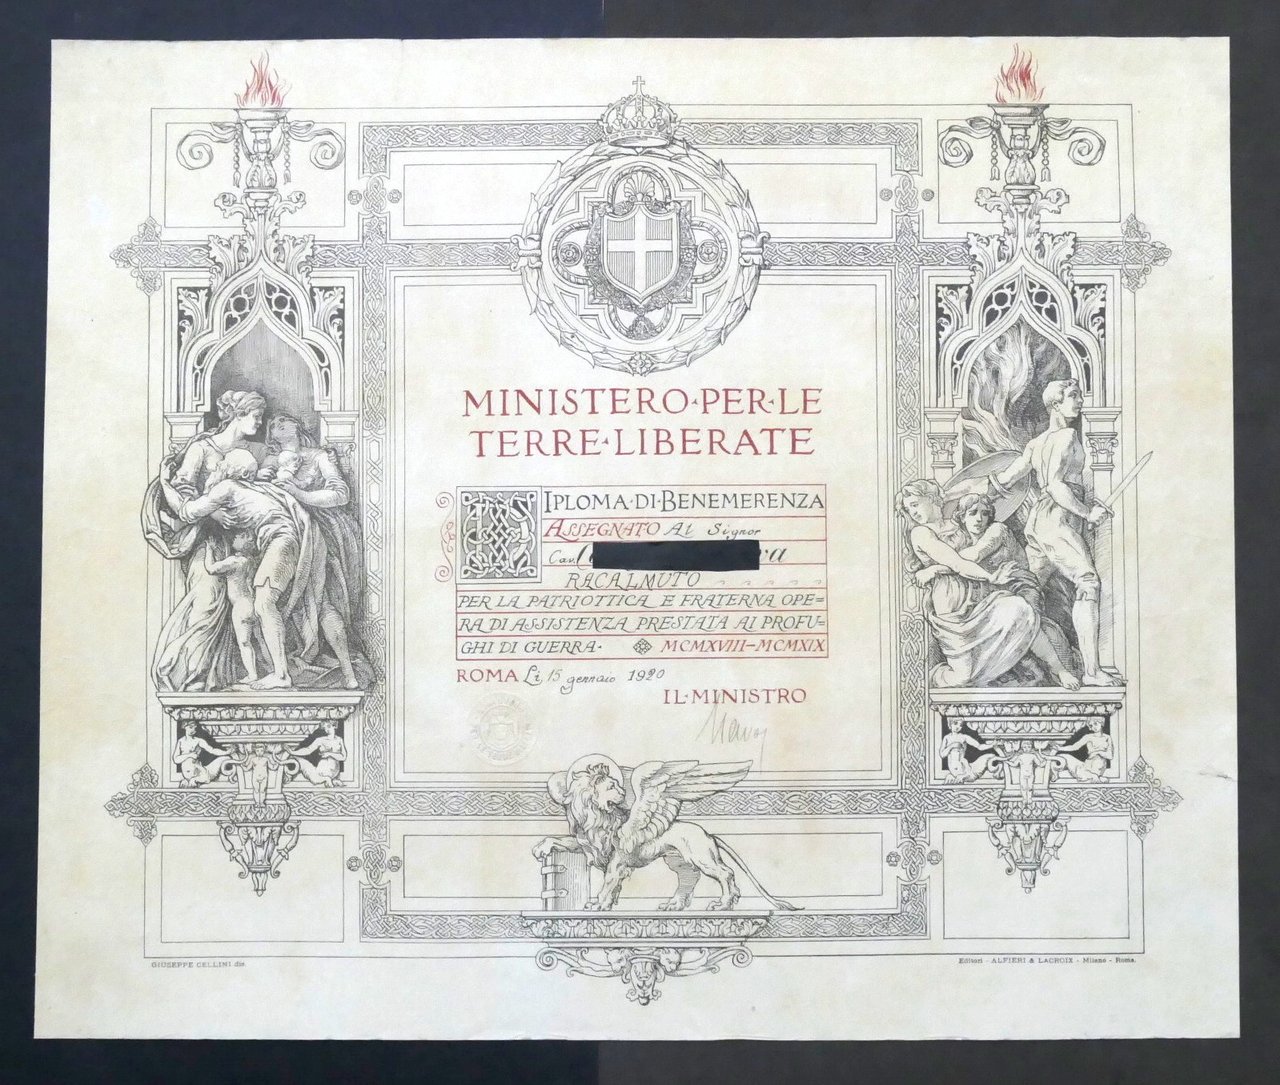 MINISTERO·PER·LE
TERRE·LIBERATE
DIPLOMA·DI·BENEMERENZA
ASSEGNATO Al Signor
Cav.
RACALMUTO
PER LA PATRIOTTICA E FRATERNA OPE=
RA DI ASSISTENZA PRESTATA AI PROFU=
GHI DI GUERRA· MCMXVIII–MCMXIX
ROMA Lì, 15 gennaio 1920
IL·MINISTRO
GIUSEPPE CELLINI dis.
Editori - ALFIERI & LACROIX - Milano - Roma.